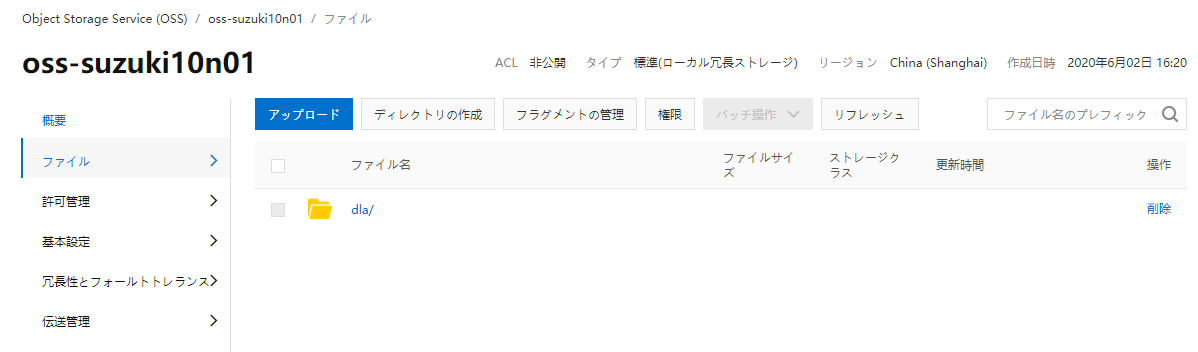 Object Storage Service (OSS) / oss-suzuki10n01 / ファイル
oss-suzuki10n01
ACL 非公開 タイプ 標準(ローカル冗長ストレージ) リージョン China (Shanghai) 作成日時 2020年6月02日 16:20
概要
ファイル
許可管理
基本設定
冗長性とフォールトトレランス
伝送管理
アップロード ディレクトリの作成 フラグメントの管理 権限 バッチ操作 リフレッシュ ファイル名のプレフィック
ファイル名 ファイルサイ ストレージク 更新時間 操作
ズ ラス
dla/ 削除